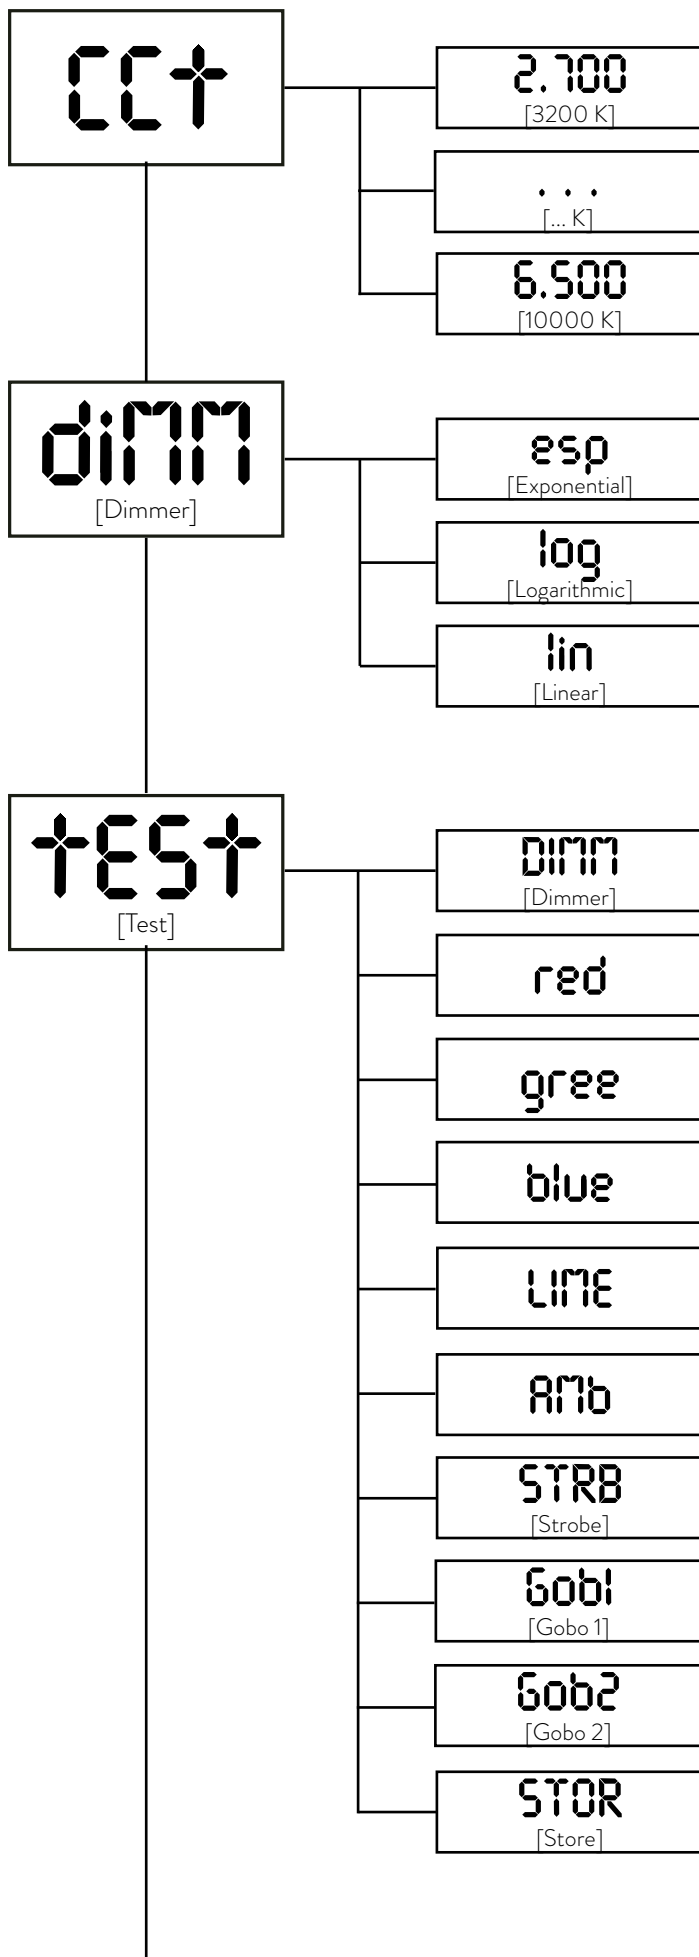 CCt
2.700
[3200 K]
...
[... K]
6.500
[10000 K]
diMM
[Dimmer]
esp
[Exponential]
log
[Logarithmic]
lin
[Linear]
tESt
[Test]
DIMM
[Dimmer]
red
gree
blue
LIME
AMb
STRB
[Strobe]
Gob1
[Gobo 1]
Gob2
[Gobo 2]
STOR
[Store]